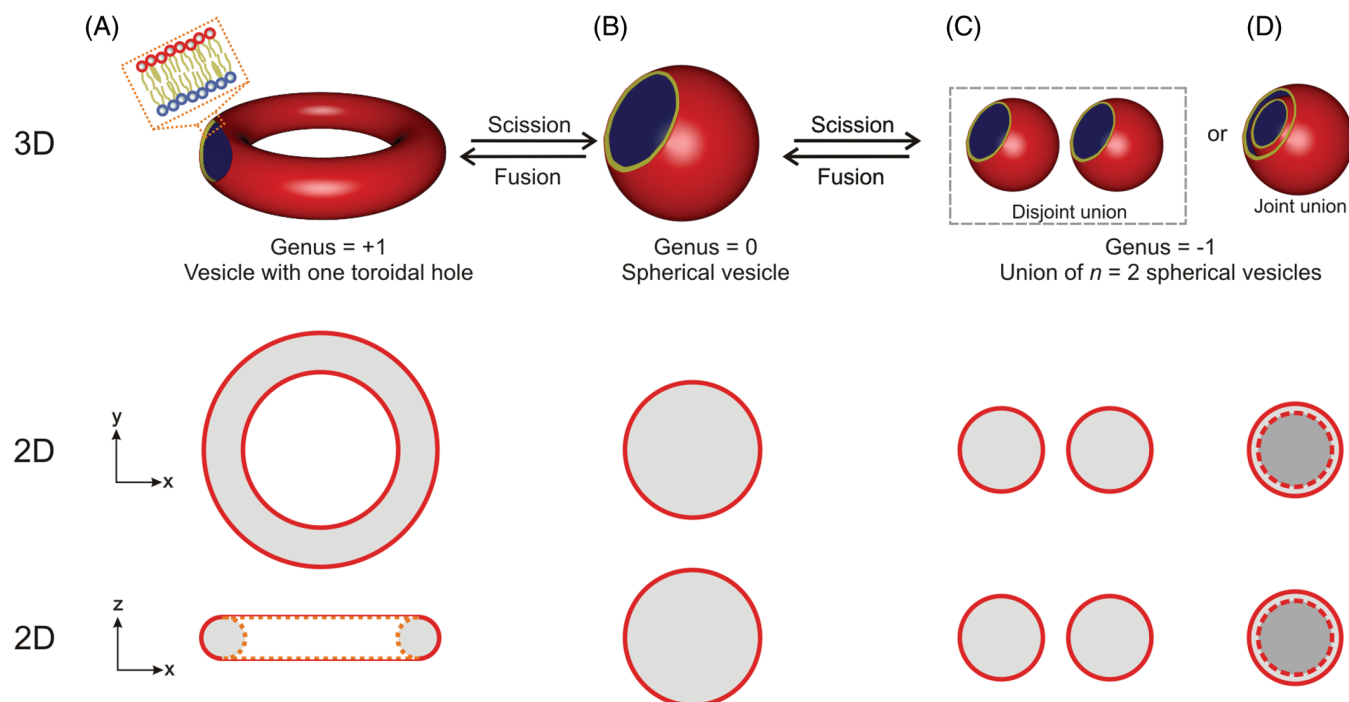 (A)
(B)
(C)
(D)
3D
Scission
Fusion
Scission
Fusion
or
Disjoint union
Joint union
Genus = +1
Vesicle with one toroidal hole
Genus = 0
Spherical vesicle
Genus = -1
Union of n = 2 spherical vesicles
2D
y
x
2D
z
x